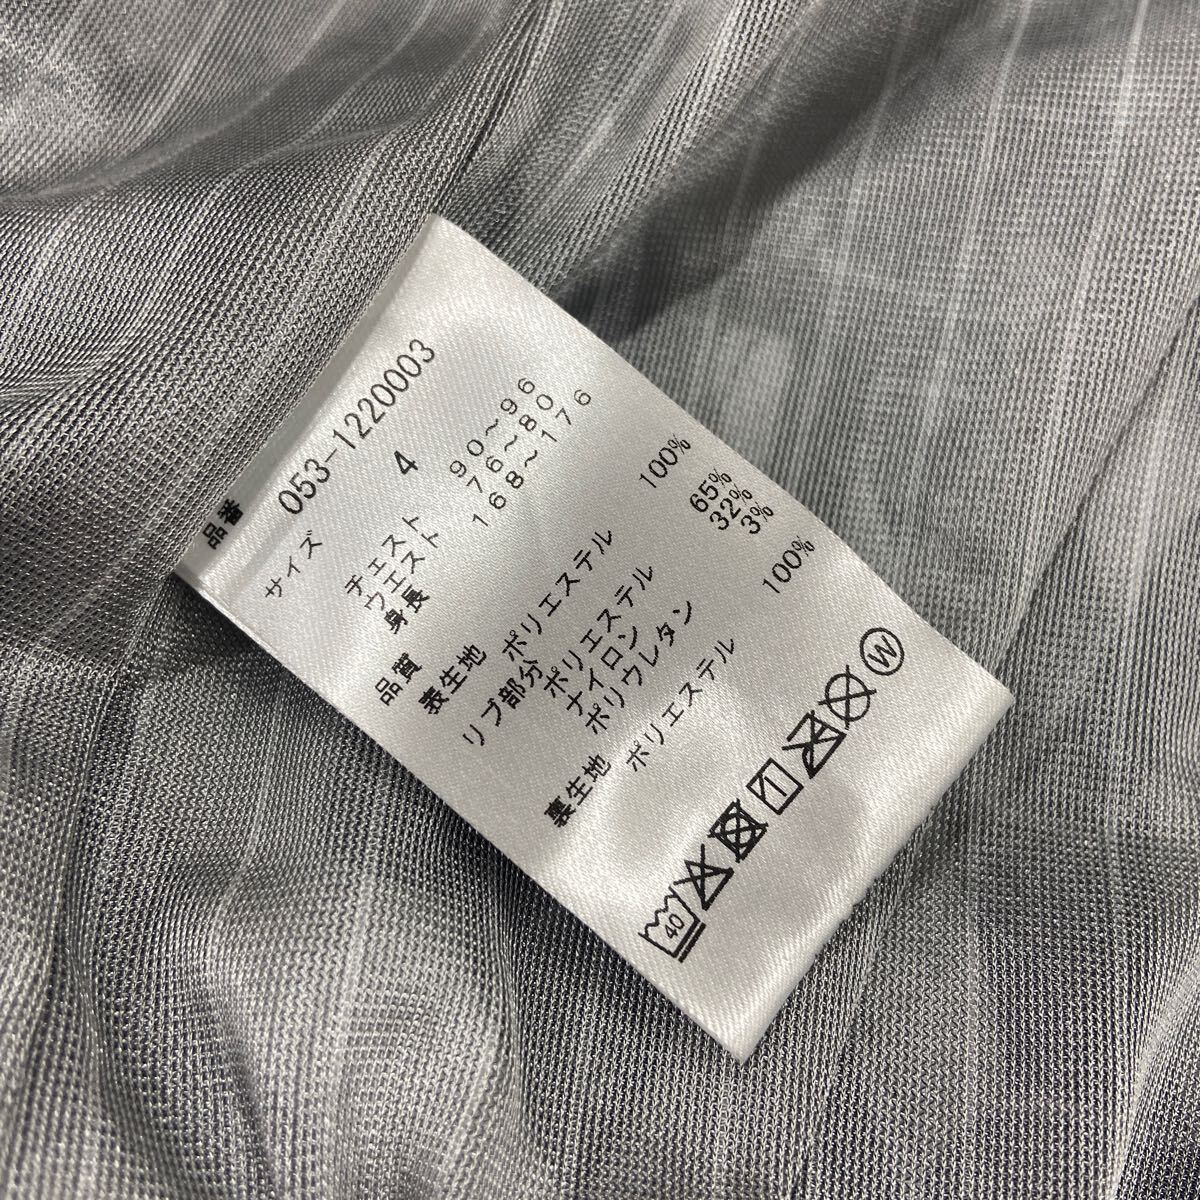 品番 053-1220003
サイズ 4
チェスト 90~96
ウエスト 76~80
身長 168~176
品質
表生地 ポリエステル 100%
リブ部分 ポリエステル 65%
ナイロン 32%
ポリウレタン 3%
裏生地 ポリエステル 100%
40 1 W